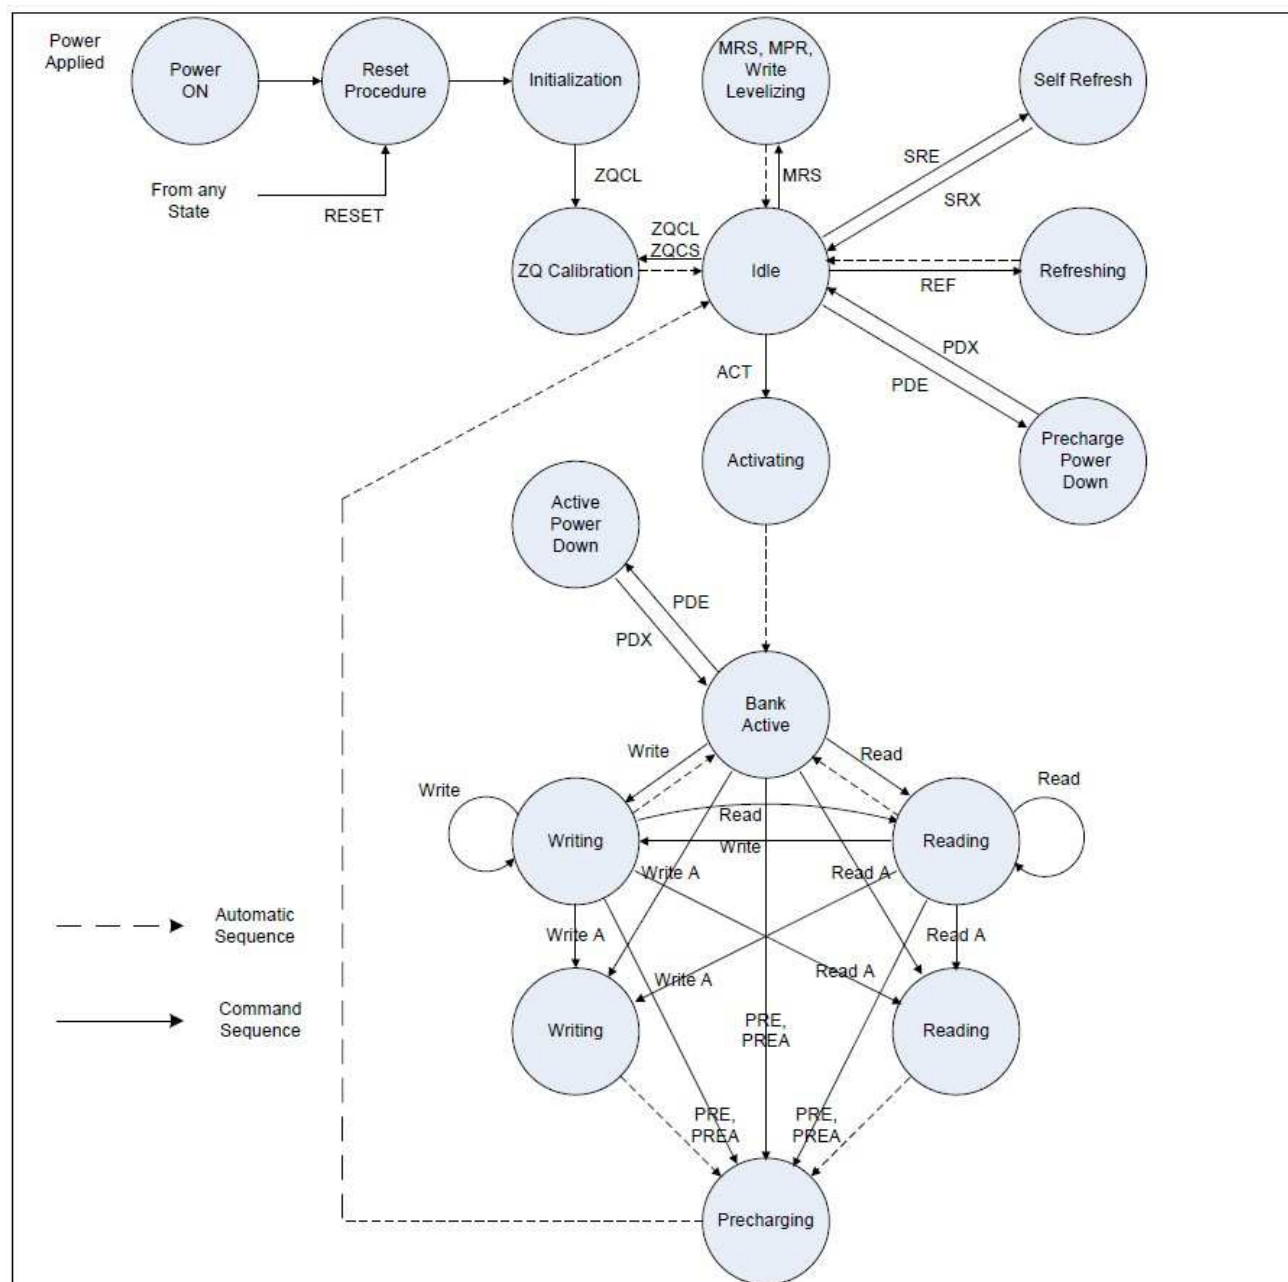 Power
Applied
Power
ON
Reset
Procedure
Initialization
MRS, MPR,
Write
Levelizing
Self Refresh
From any
State
RESET
ZQCL
MRS
SRE
SRX
ZQCL
ZQCS
ZQ Calibration
Idle
REF
Refreshing
ACT
PDX
PDE
Activating
Precharge
Power
Down
Active
Power
Down
PDE
PDX
Bank
Active
Write
Read
Write
Read
Read
Write
Writing
Reading
Write A
Read A
Automatic
Sequence
Write A
Read A
Write A
Read A
Command
Sequence
Writing
Reading
PRE,
PREA
PRE,
PREA
PRE,
PREA
Precharging